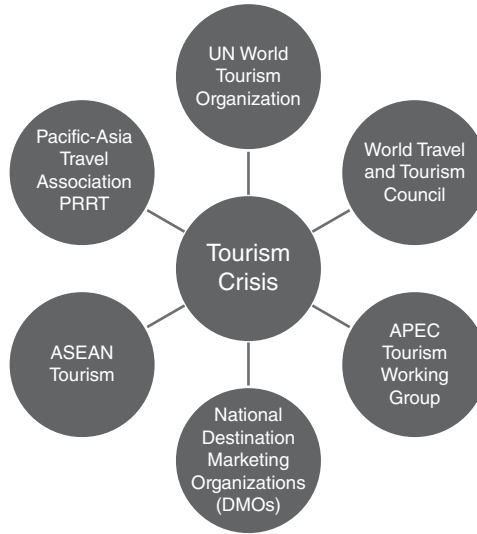 UN World
Tourism
Organization
Pacific-Asia
Travel
Association
PRRT
World Travel
and Tourism
Council
Tourism
Crisis
ASEAN
Tourism
APEC
Tourism
Working
Group
National
Destination
Marketing
Organizations
(DMOs)